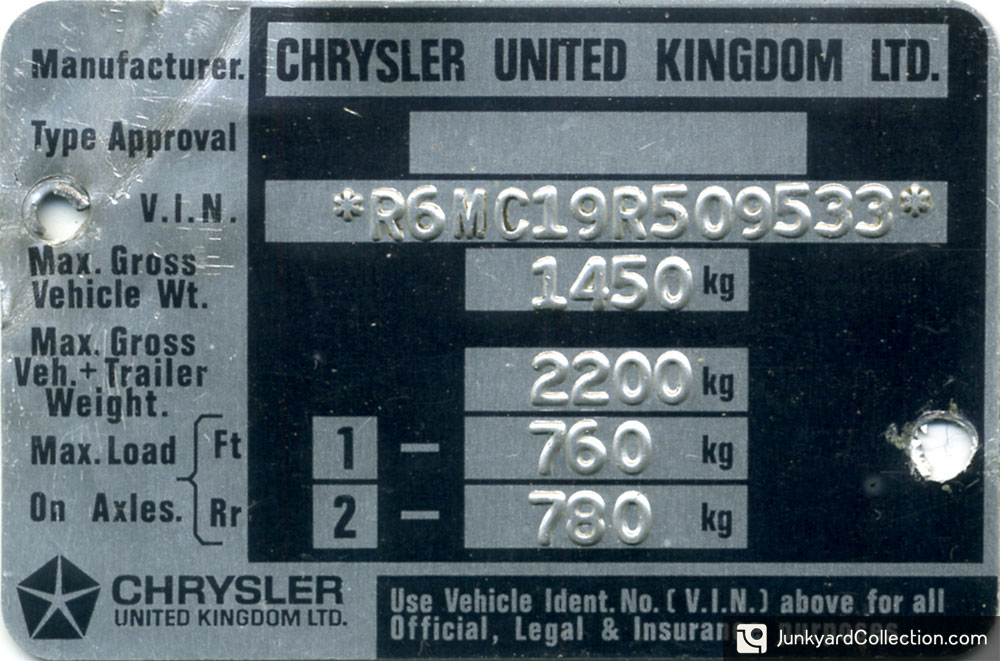 Manufacturer. CHRYSLER UNITED KINGDOM LTD.
Type Approval
V.I.N. *R6MC19R509533*
Max. Gross
Vehicle Wt. 1450 kg
Max. Gross
Veh.+Trailer
Weight. 2200 kg
Max. Load Ft 1 – 760 kg
On Axles. Rr 2 – 780 kg
CHRYSLER
UNITED KINGDOM LTD.
Use Vehicle Ident. No. ( V.I.N. ) above for all
Official, Legal & Insurance purposes
JunkyardCollection.com